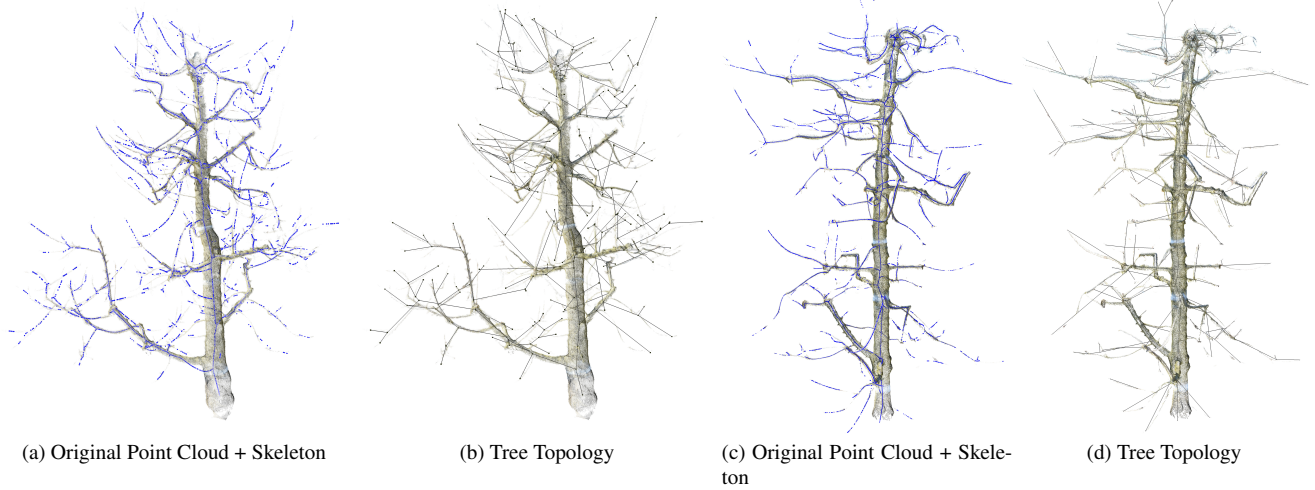 (a) Original Point Cloud + Skeleton
(b) Tree Topology
(c) Original Point Cloud + Skele-
ton
(d) Tree Topology